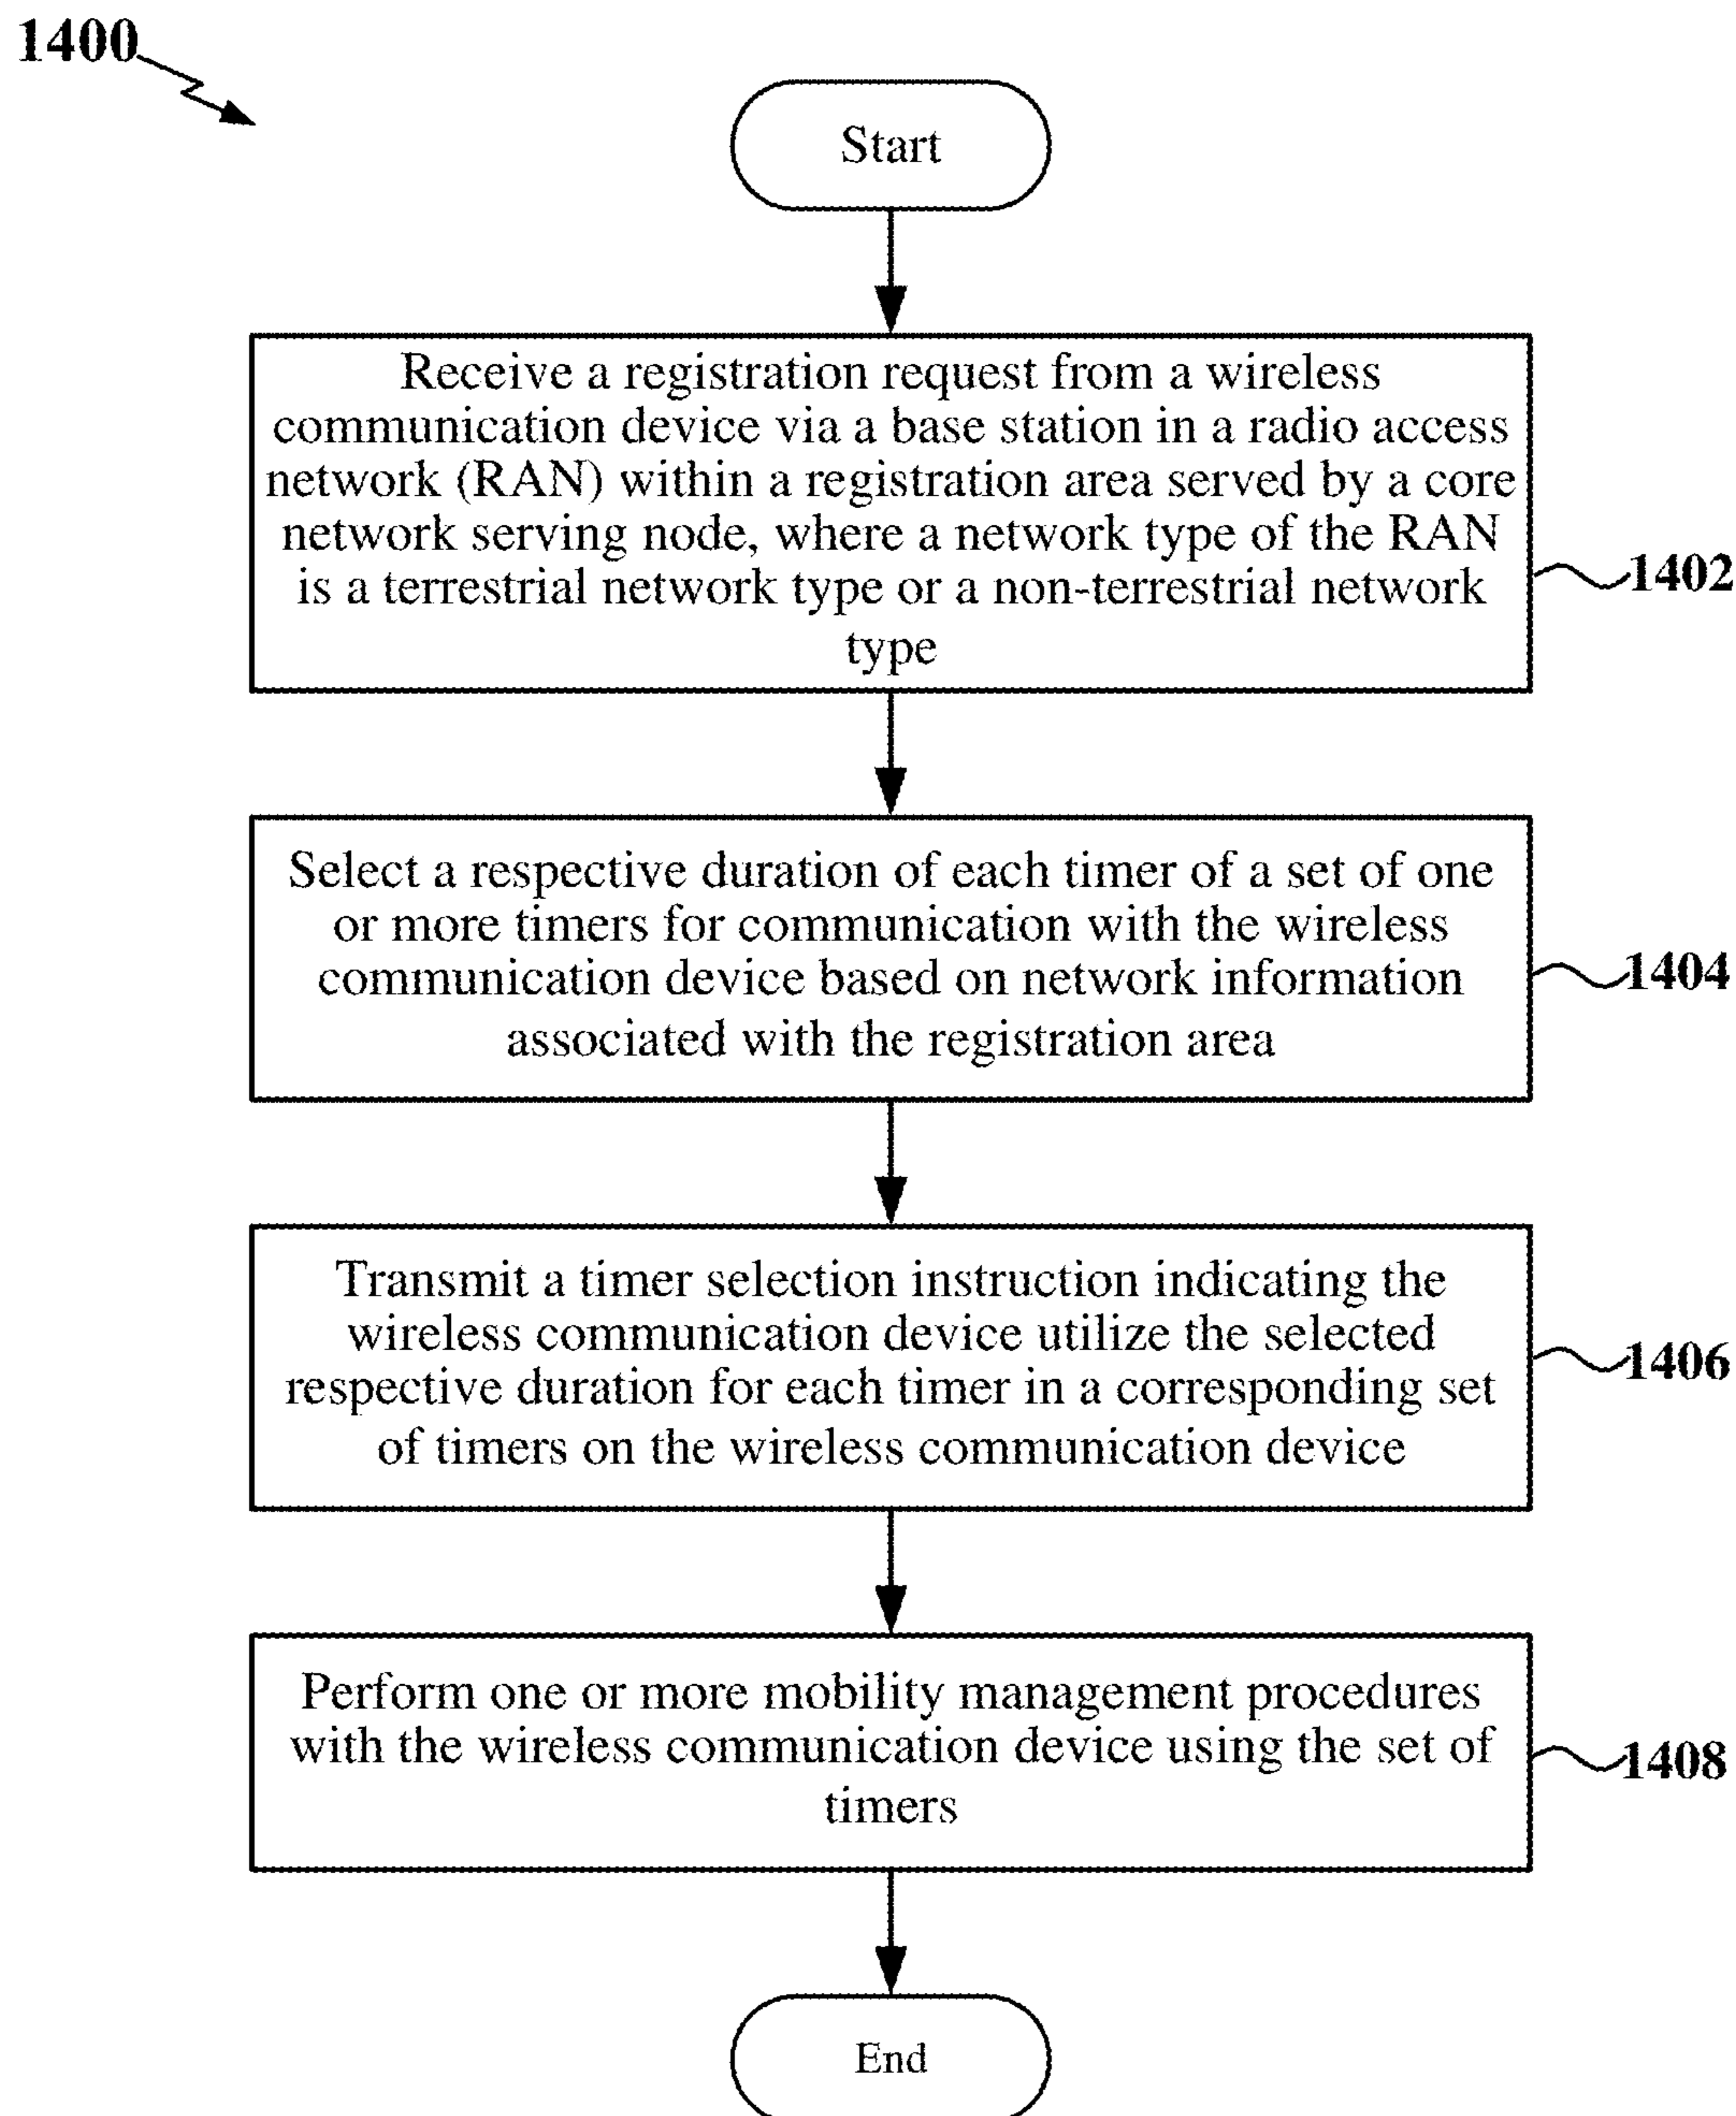 1400
Start
Receive a registration request from a wireless
communication device via a base station in a radio access
network (RAN) within a registration area served by a core
network serving node, where a network type of the RAN
is a terrestrial network type or a non-terrestrial network
type
1402
Select a respective duration of each timer of a set of one
or more timers for communication with the wireless
communication device based on network information
associated with the registration area
1404
Transmit a timer selection instruction indicating the
wireless communication device utilize the selected
respective duration for each timer in a corresponding set
of timers on the wireless communication device
1406
Perform one or more mobility management procedures
with the wireless communication device using the set of
timers
1408
End